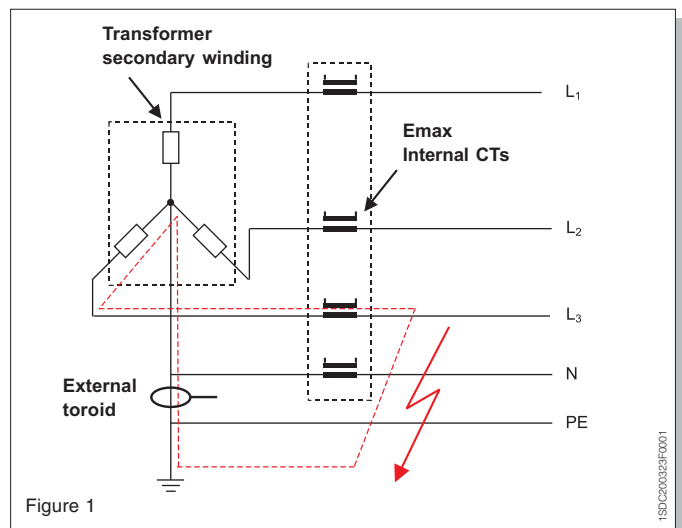 Transformer
secondary winding
L1
Emax
Internal CTs
L2
L3
N
External
toroid
PE
Figure 1
1SDC200323F0001